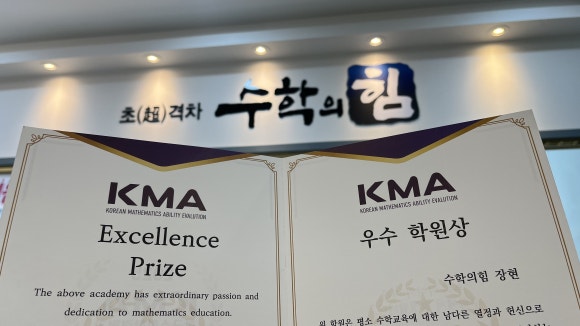 초(超)격차 수학의힘
KMA
KOREAN MATHEMATICS ABILITY EVALUTION
Excellence
Prize
The above academy has extraordinary passion and
dedication to mathematics education.
KMA
KOREAN MATHEMATICS ABILITY EVALUTION
우수 학원상
수학의힘 장현
위 학원은 평소 수학교육에 대한 남다른 열정과 헌신으로